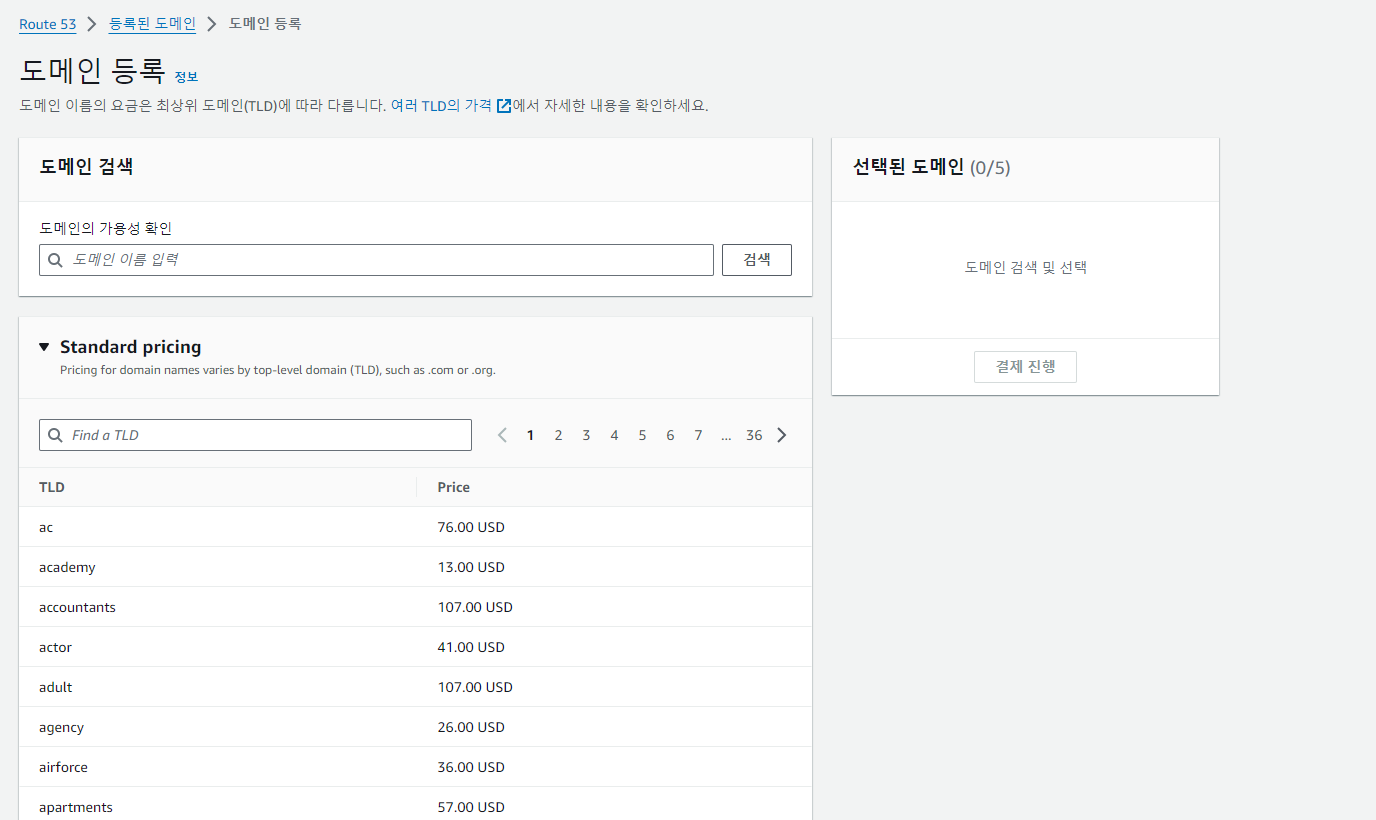 Route 53 > 등록된 도메인 > 도메인 등록
도메인 등록 정보
도메인 이름의 요금은 최상위 도메인(TLD)에 따라 다릅니다. 여러 TLD의 가격 에서 자세한 내용을 확인하세요.
도메인 검색
도메인의 가용성 확인
도메인 이름 입력
검색
선택된 도메인 (0/5)
도메인 검색 및 선택
결제 진행
Standard pricing
Pricing for domain names varies by top-level domain (TLD), such as .com or .org.
Find a TLD
1 2 3 4 5 6 7 ... 36
TLD Price
ac 76.00 USD
academy 13.00 USD
accountants 107.00 USD
actor 41.00 USD
adult 107.00 USD
agency 26.00 USD
airforce 36.00 USD
apartments 57.00 USD